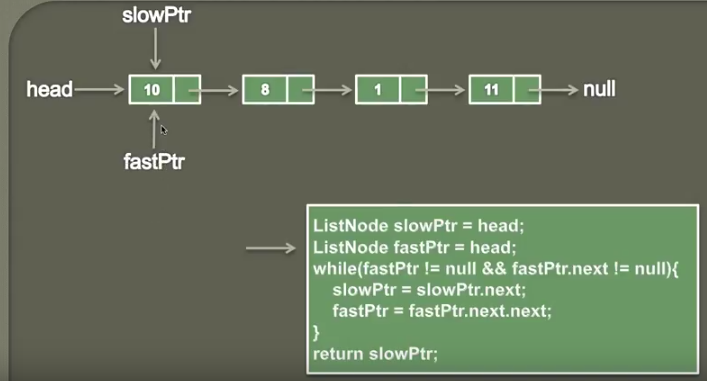 slowPtr
head 10 8 1 11 null
fastPtr
ListNode slowPtr = head;
ListNode fastPtr = head;
while(fastPtr != null && fastPtr.next != null){
slowPtr = slowPtr.next;
fastPtr = fastPtr.next.next;
}
return slowPtr;